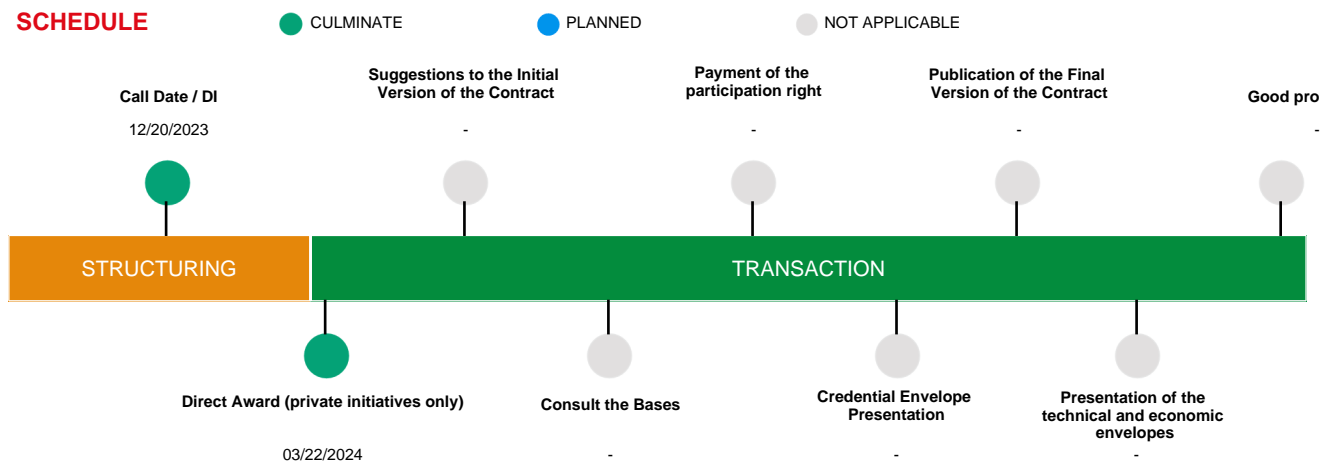 SCHEDULE
CULMINATE
PLANNED
NOT APPLICABLE
Call Date / DI
12/20/2023
Suggestions to the Initial
Version of the Contract
-
Payment of the
participation right
-
Publication of the Final
Version of the Contract
-
Good pro
-
STRUCTURING
TRANSACTION
Direct Award (private initiatives only)
03/22/2024
Consult the Bases
-
Credential Envelope
Presentation
-
Presentation of the
technical and economic
envelopes
-